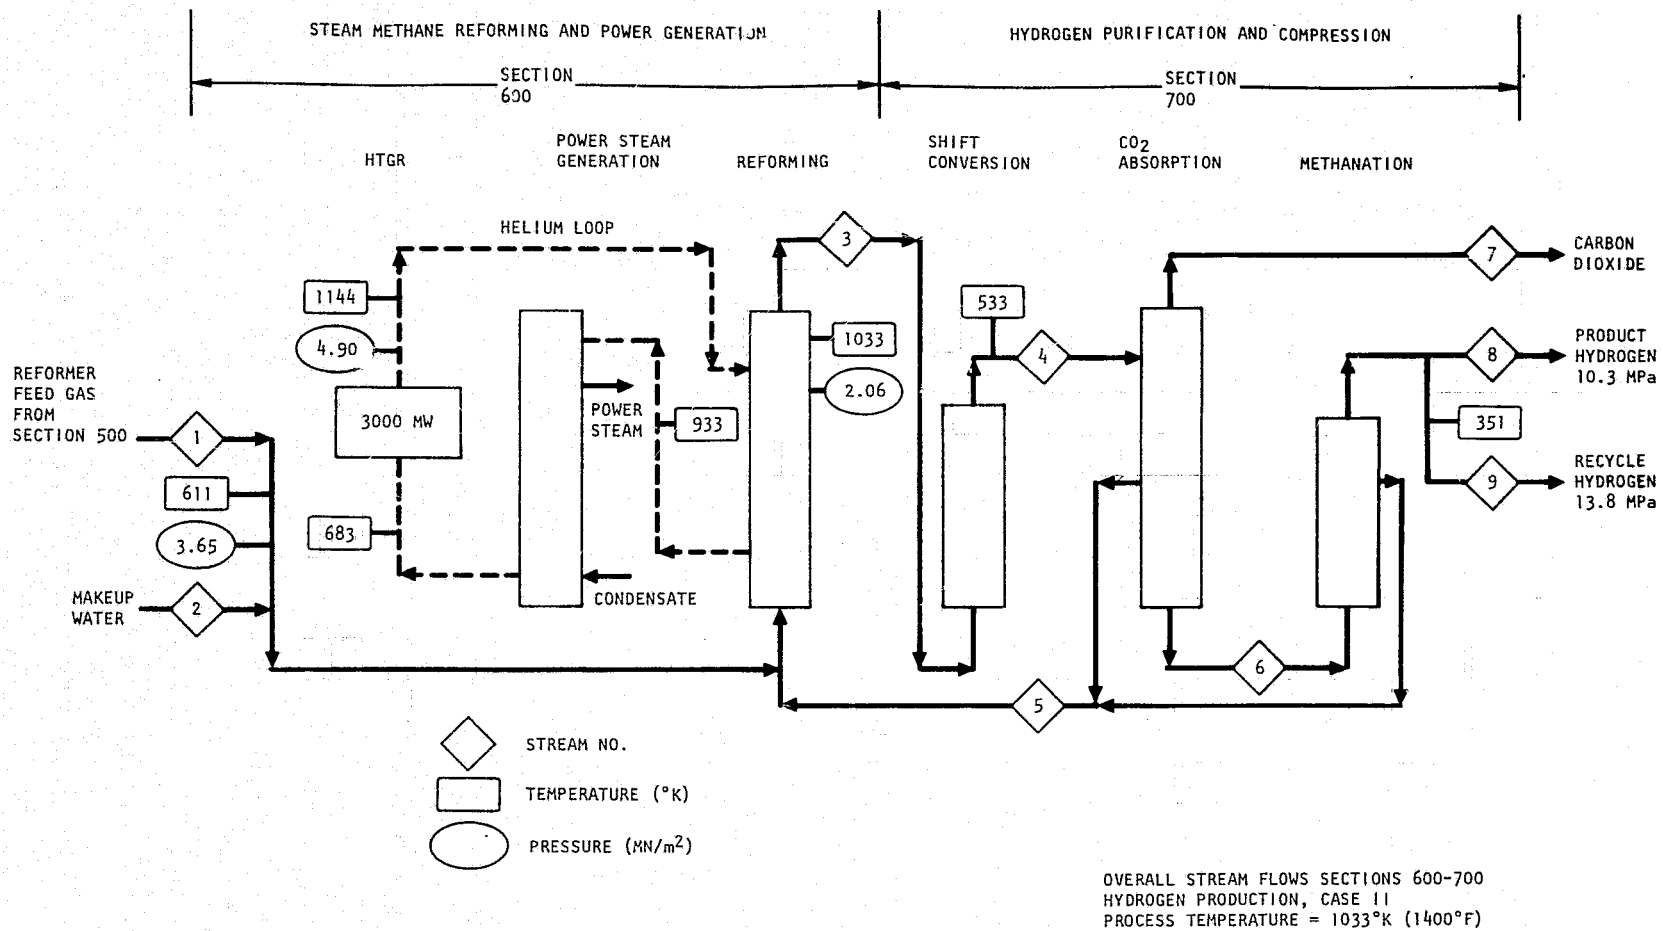 STEAM METHANE REFORMING AND POWER GENERATION
HYDROGEN PURIFICATION AND COMPRESSION
SECTION
600
SECTION
700
HTGR
POWER STEAM
GENERATION
REFORMING
SHIFT
CONVERSION
CO2
ABSORPTION
METHANATION
HELIUM LOOP
3
7
CARBON
DIOXIDE
1144
4.90
533
4
1033
2.06
8
PRODUCT
HYDROGEN
10.3 MPa
REFORMER
FEED GAS
FROM
SECTION 500
1
3000 MW
POWER
STEAM
933
351
611
3.65
683
9
RECYCLE
HYDROGEN
13.8 MPa
MAKEUP
WATER
2
CONDENSATE
6
5
STREAM NO.
TEMPERATURE (°K)
PRESSURE (MN/m2)
OVERALL STREAM FLOWS SECTIONS 600-700
HYDROGEN PRODUCTION, CASE II
PROCESS TEMPERATURE = 1033°K (1400°F)